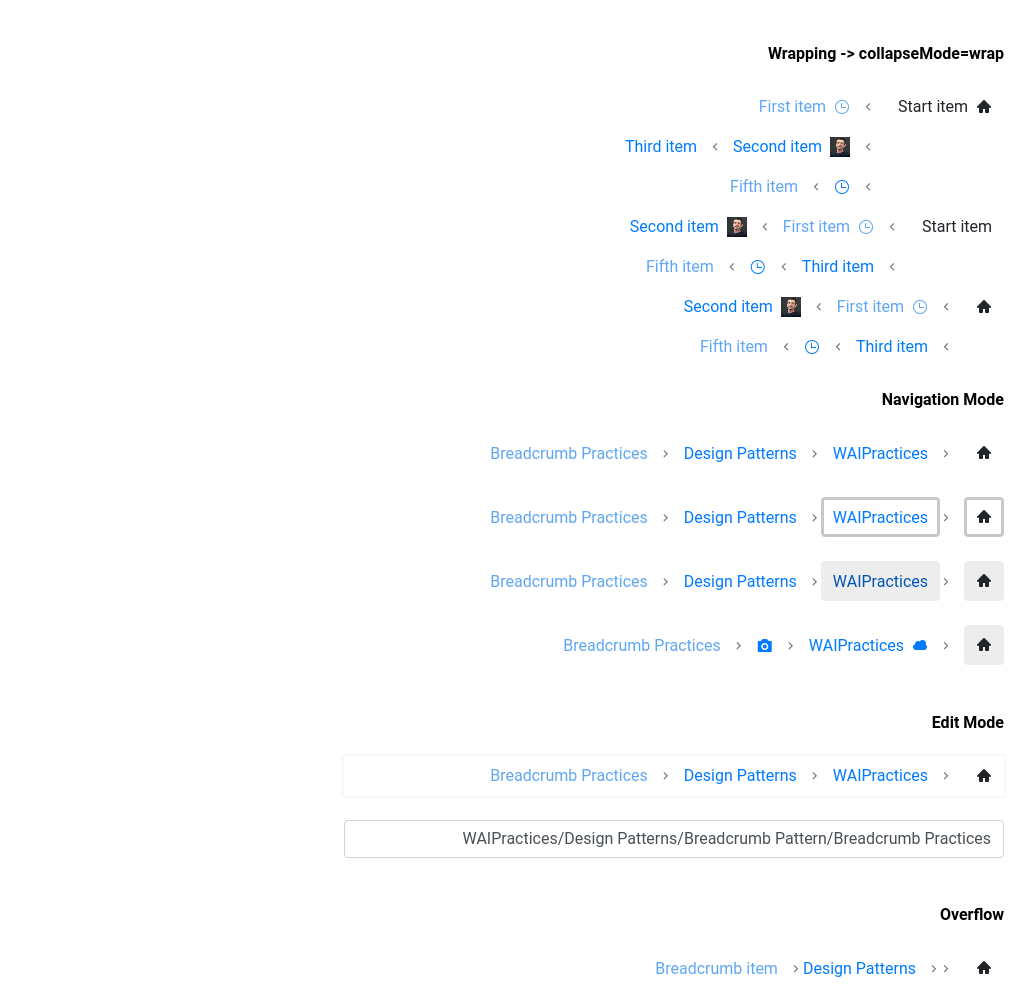 Wrapping -> collapseMode=wrap
First item Start item
Third item Second item
Fifth item
Second item First item Start item
Fifth item Third item
Second item First item
Fifth item Third item
Navigation Mode
Breadcrumb Practices Design Patterns WAIPractices
Breadcrumb Practices Design Patterns WAIPractices
Breadcrumb Practices Design Patterns WAIPractices
Breadcrumb Practices WAIPractices
Edit Mode
Breadcrumb Practices Design Patterns WAIPractices
WAIPractices/Design Patterns/Breadcrumb Pattern/Breadcrumb Practices
Overflow
Breadcrumb item Design Patterns